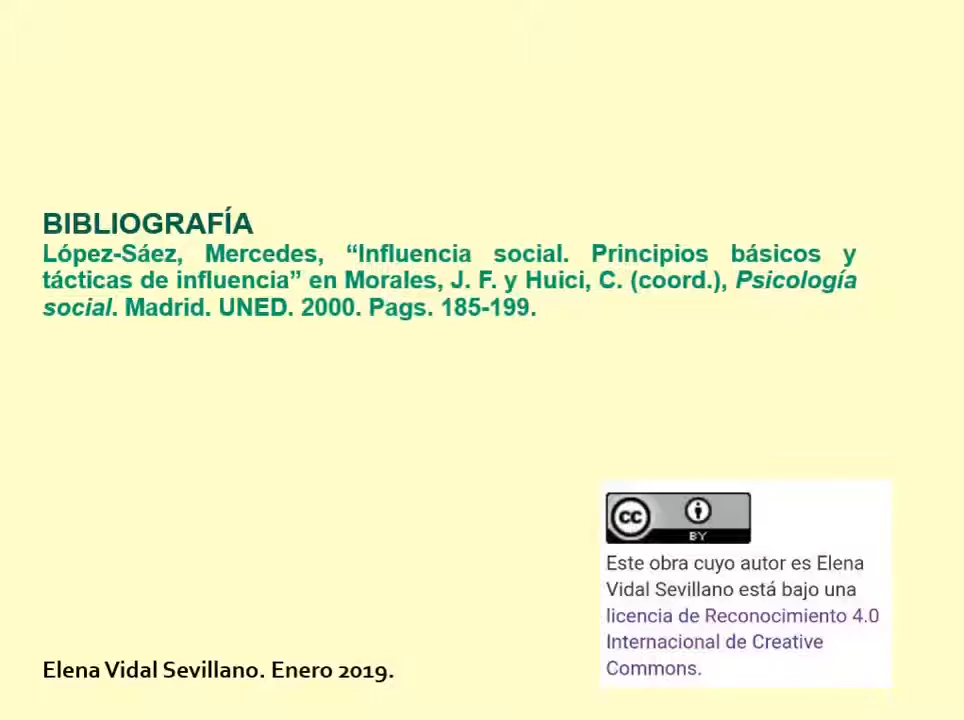 BIBLIOGRAFÍA
López-Sáez, Mercedes, “Influencia social. Principios básicos y
tácticas de influencia” en Morales, J. F. y Huici, C. (coord.), Psicología
social. Madrid. UNED. 2000. Pags. 185-199.
cc
BY
Este obra cuyo autor es Elena
Vidal Sevillano está bajo una
licencia de Reconocimiento 4.0
Internacional de Creative
Commons.
Elena Vidal Sevillano. Enero 2019.